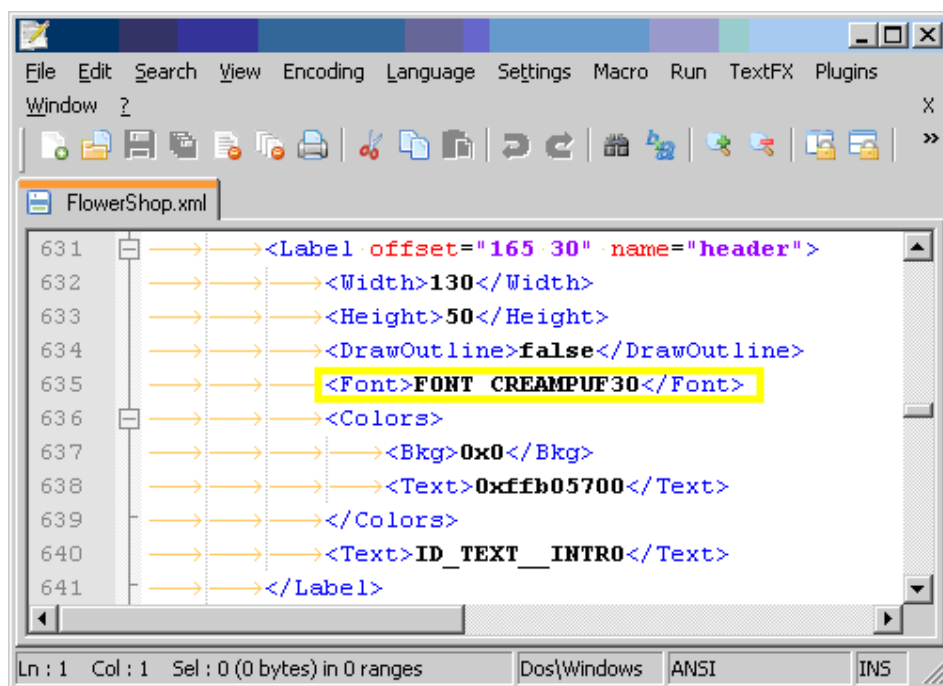 File Edit Search View Encoding Language Settings Macro Run TextFX Plugins
Window ? X
FlowerShop.xml
631 <Label offset="165 30" name="header">
632 <Width>130</Width>
633 <Height>50</Height>
634 <DrawOutline>false</DrawOutline>
635 <Font>FONT CREAMPUF30</Font>
636 <Colors>
637 <Bkg>0x0</Bkg>
638 <Text>0xffb05700</Text>
639 </Colors>
640 <Text>ID_TEXT__INTRO</Text>
641 </Label>
Ln : 1 Col : 1 Sel : 0 (0 bytes) in 0 ranges Dos\Windows ANSI INS